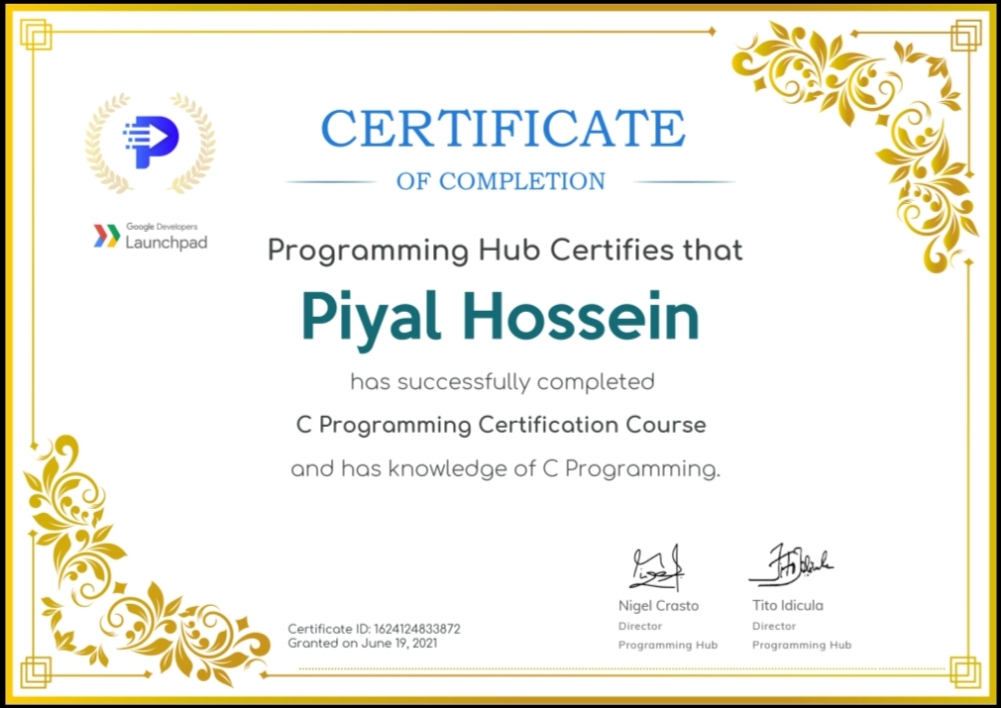 CERTIFICATE
OF COMPLETION
Google Developers
Launchpad
Programming Hub Certifies that
Piyal Hossein
has successfully completed
C Programming Certification Course
and has knowledge of C Programming.
Nigel Crasto
Director
Programming Hub
Tito Idicula
Director
Programming Hub
Certificate ID: 1624124833872
Granted on June 19, 2021